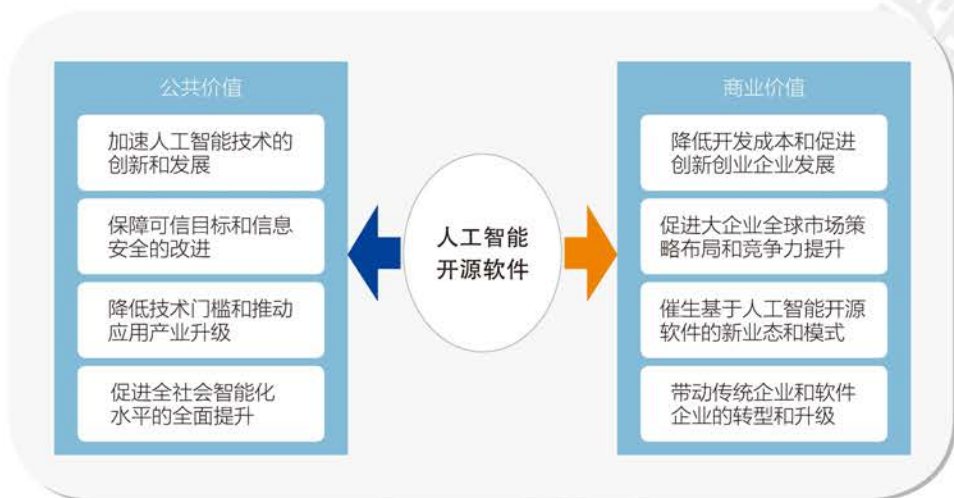 公共价值
加速人工智能技术的
创新和发展
保障可信目标和信息
安全的改进
降低技术门槛和推动
应用产业升级
促进全社会智能化
水平的全面提升
人工智能
开源软件
商业价值
降低开发成本和促进
创新创业企业发展
促进大企业全球市场策
略布局和竞争力提升
催生基于人工智能开源
软件的新业态和模式
带动传统企业和软件
企业的转型和升级